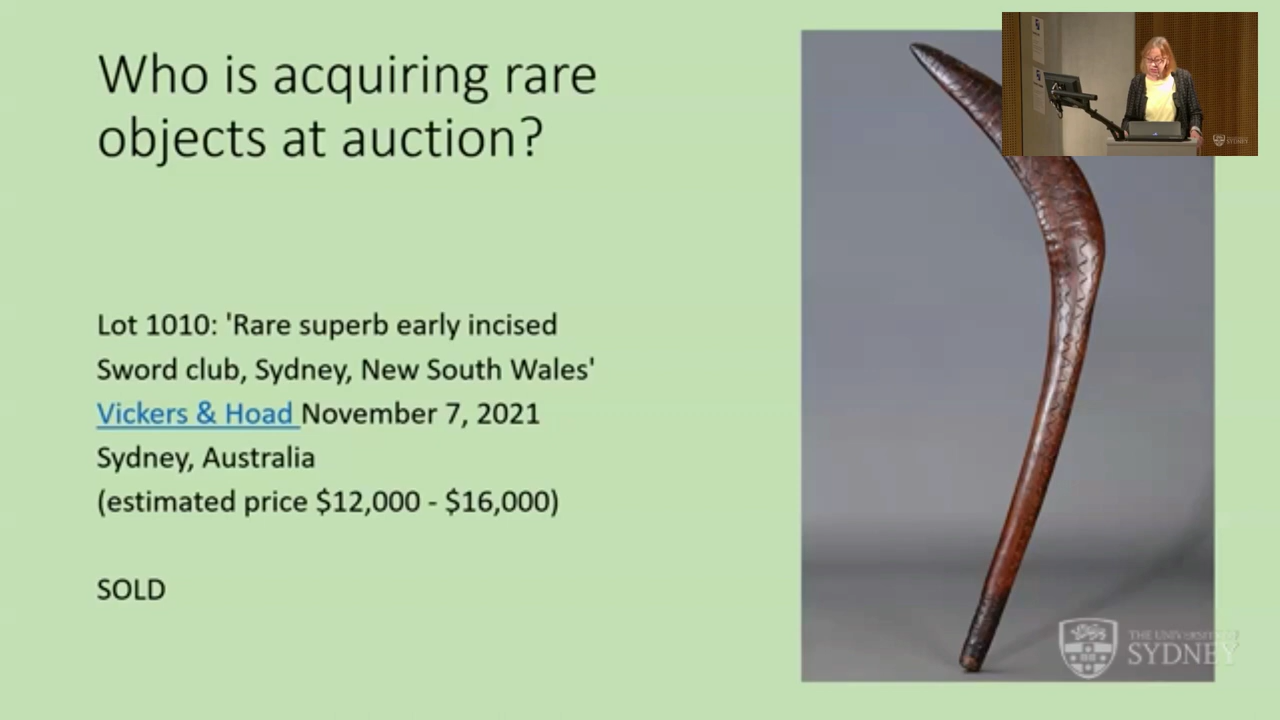 Who is acquiring rare
objects at auction?
Lot 1010: 'Rare superb early incised
Sword club, Sydney, New South Wales'
Vickers & Hoad November 7, 2021
Sydney, Australia
(estimated price $12,000 - $16,000)
SOLD
THE UNIVERSITY OF
SYDNEY
SYDNEY